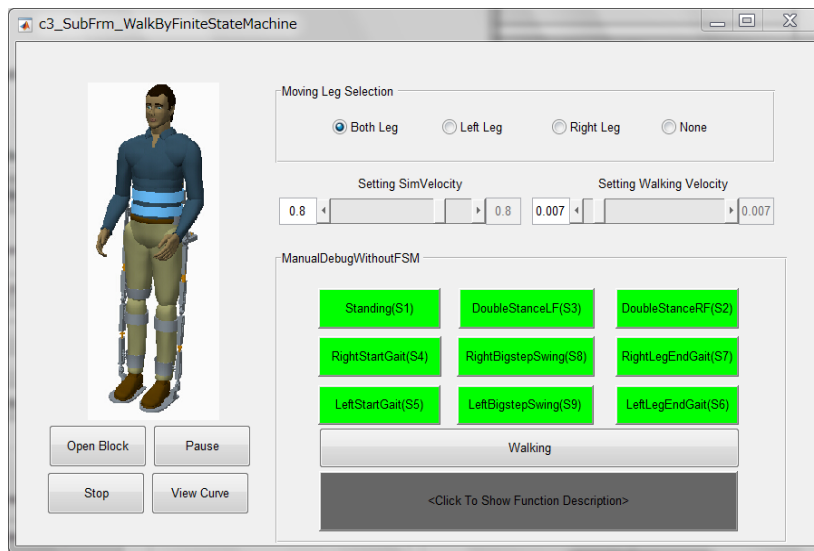 c3_SubFrm_WalkByFiniteStateMachine
Moving Leg Selection
Both Leg Left Leg Right Leg None
Setting SimVelocity Setting Walking Velocity
0.8 0.8 0.007 0.007
ManualDebugWithoutFSM
Standing(S1) DoubleStanceLF(S3) DoubleStanceRF(S2)
RightStartGait(S4) RightBigstepSwing(S8) RightLegEndGait(S7)
LeftStartGait(S5) LeftBigstepSwing(S9) LeftLegEndGait(S6)
Open Block Pause Walking
Stop View Curve <Click To Show Function Description>